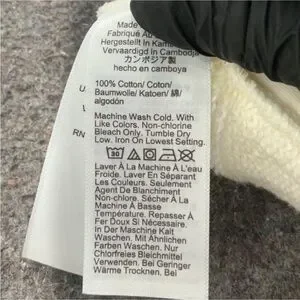 Made
Fabriqué Au
Hergestellt In Kam
Vervaardigd In Cambodja
カンボジア製
hecho en camboya
100% Cotton/ Coton/
Baumwolle/ Katoen/ 綿/
algodón
Machine Wash Cold. With
Like Colors. Non-chlorine
Bleach Only. Tumble Dry
Low. Iron On Lowest Setting.
30
Laver À La Machine À L'eau
Froide. Laver En Séparant
Les Couleurs. Seulement
Agent De Blanchiment
Non-chloré. Sécher À La
Machine À Basse
Température. Repasser À
Fer Doux Si Nécessaire.
In Der Maschine Kalt
Waschen. Mit Ähnlichen
Farben Waschen. Nur
Chlorfreies Bleichmittel
Verwenden. Bei Geringer
Wärme Trocknen. Bei
U
RN